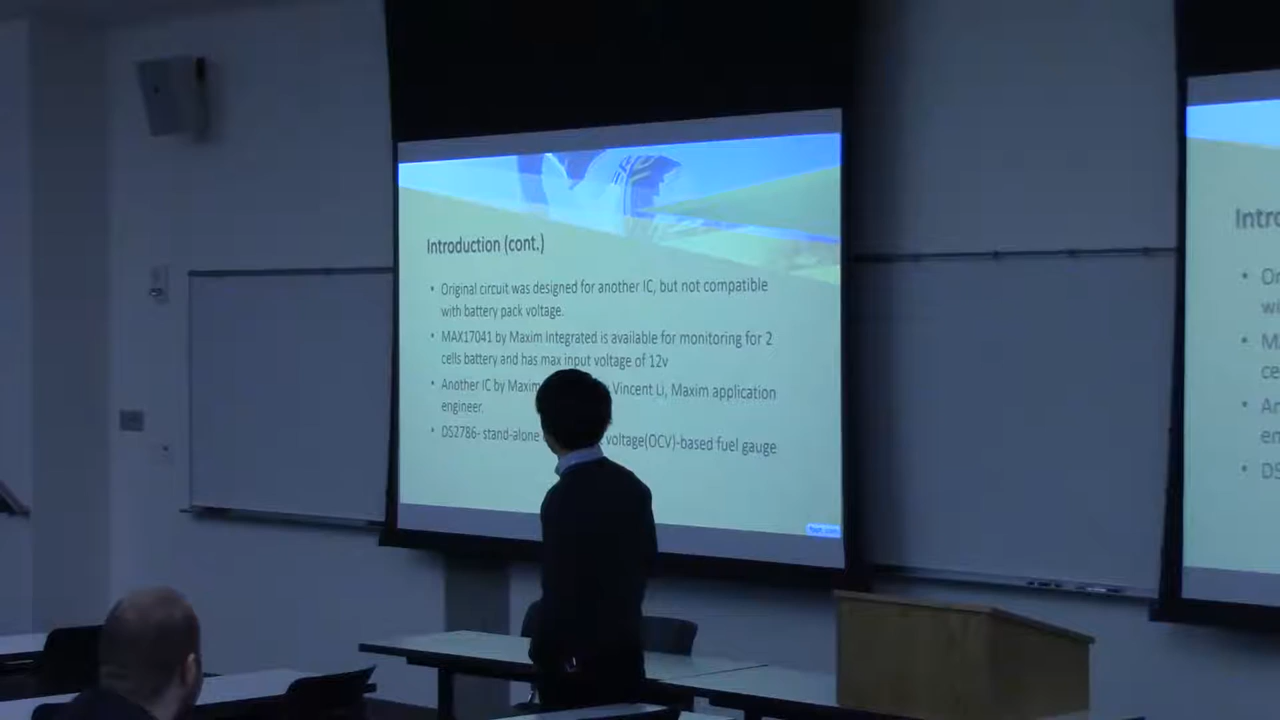 Introduction (cont.)
• Original circuit was designed for another IC, but not compatible
with battery pack voltage.
• MAX17041 by Maxim Integrated is available for monitoring for 2
cells battery and has max input voltage of 12v
• Another IC by Maxim Vincent Li, Maxim application
engineer.
• DS2786- stand-alone voltage(OCV)-based fuel gauge
Intro
•
•
•
•